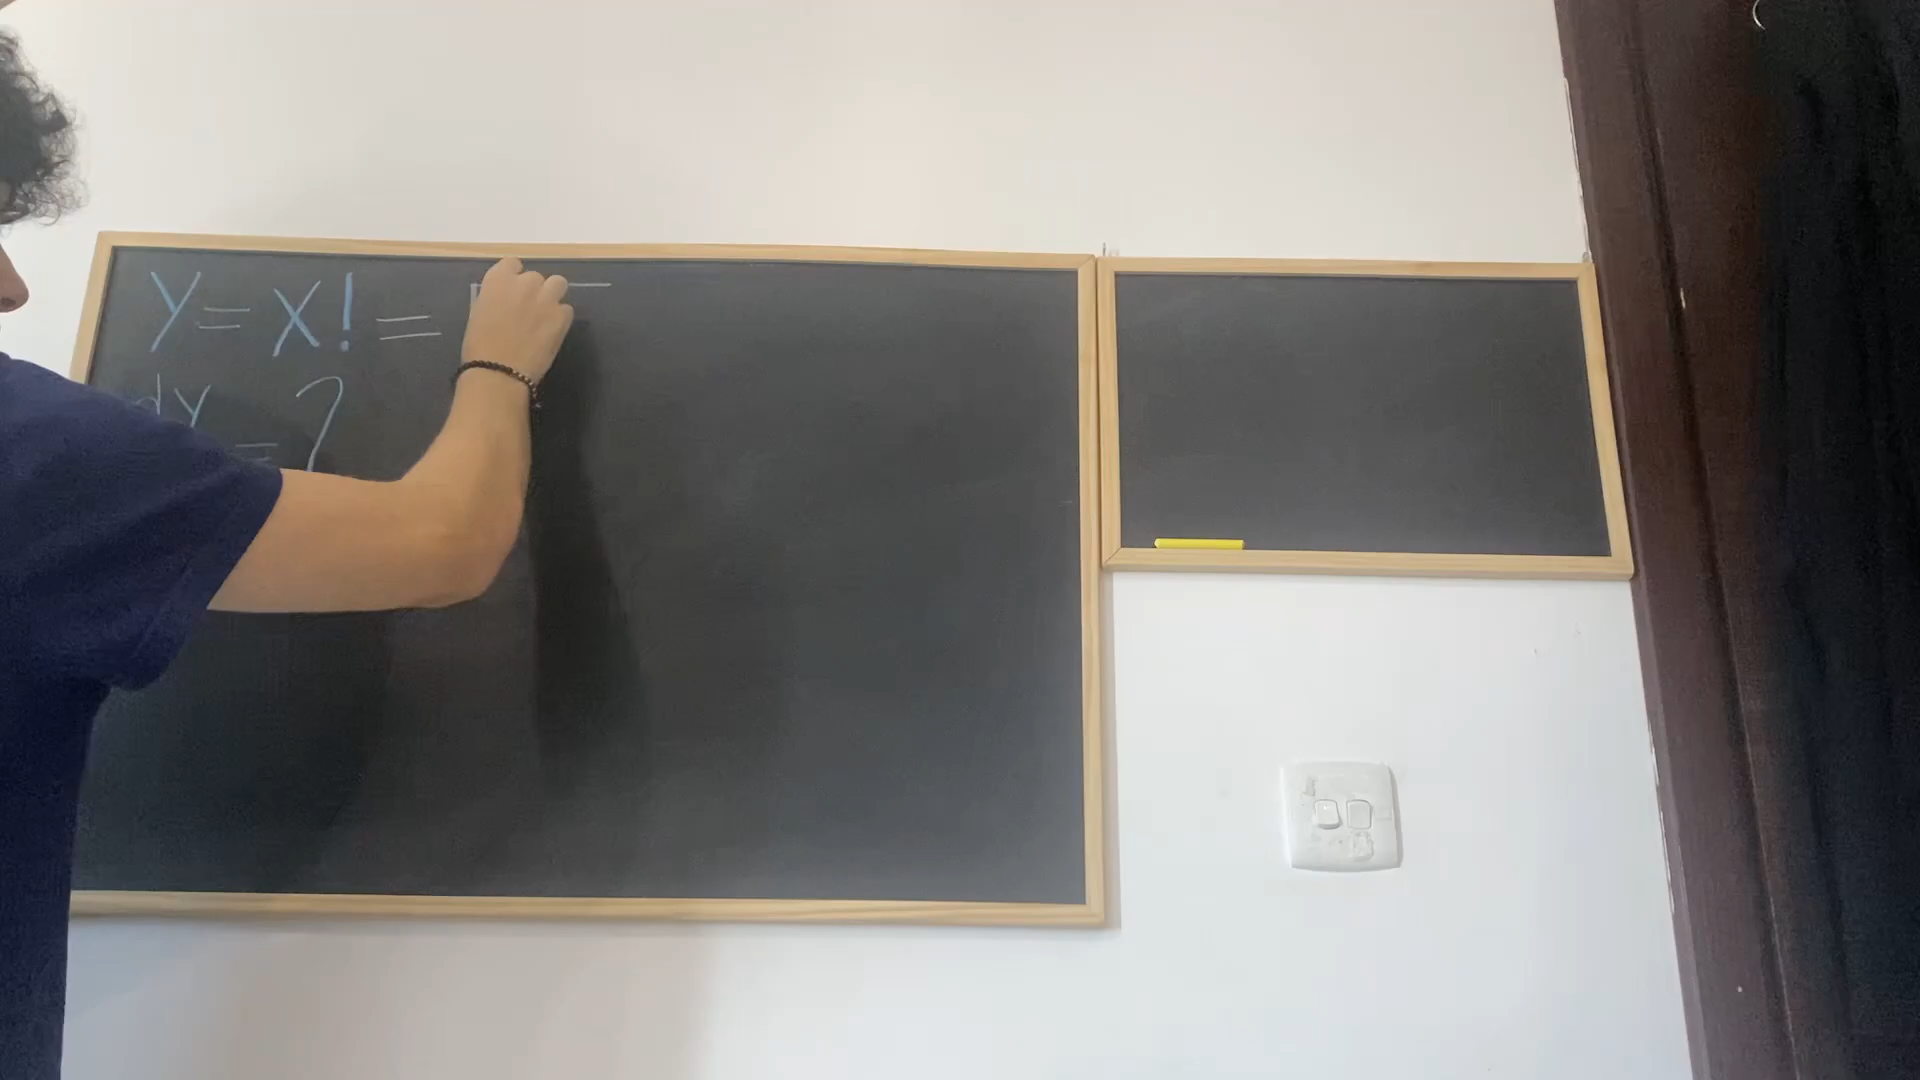 Y = X! =
dY = ?